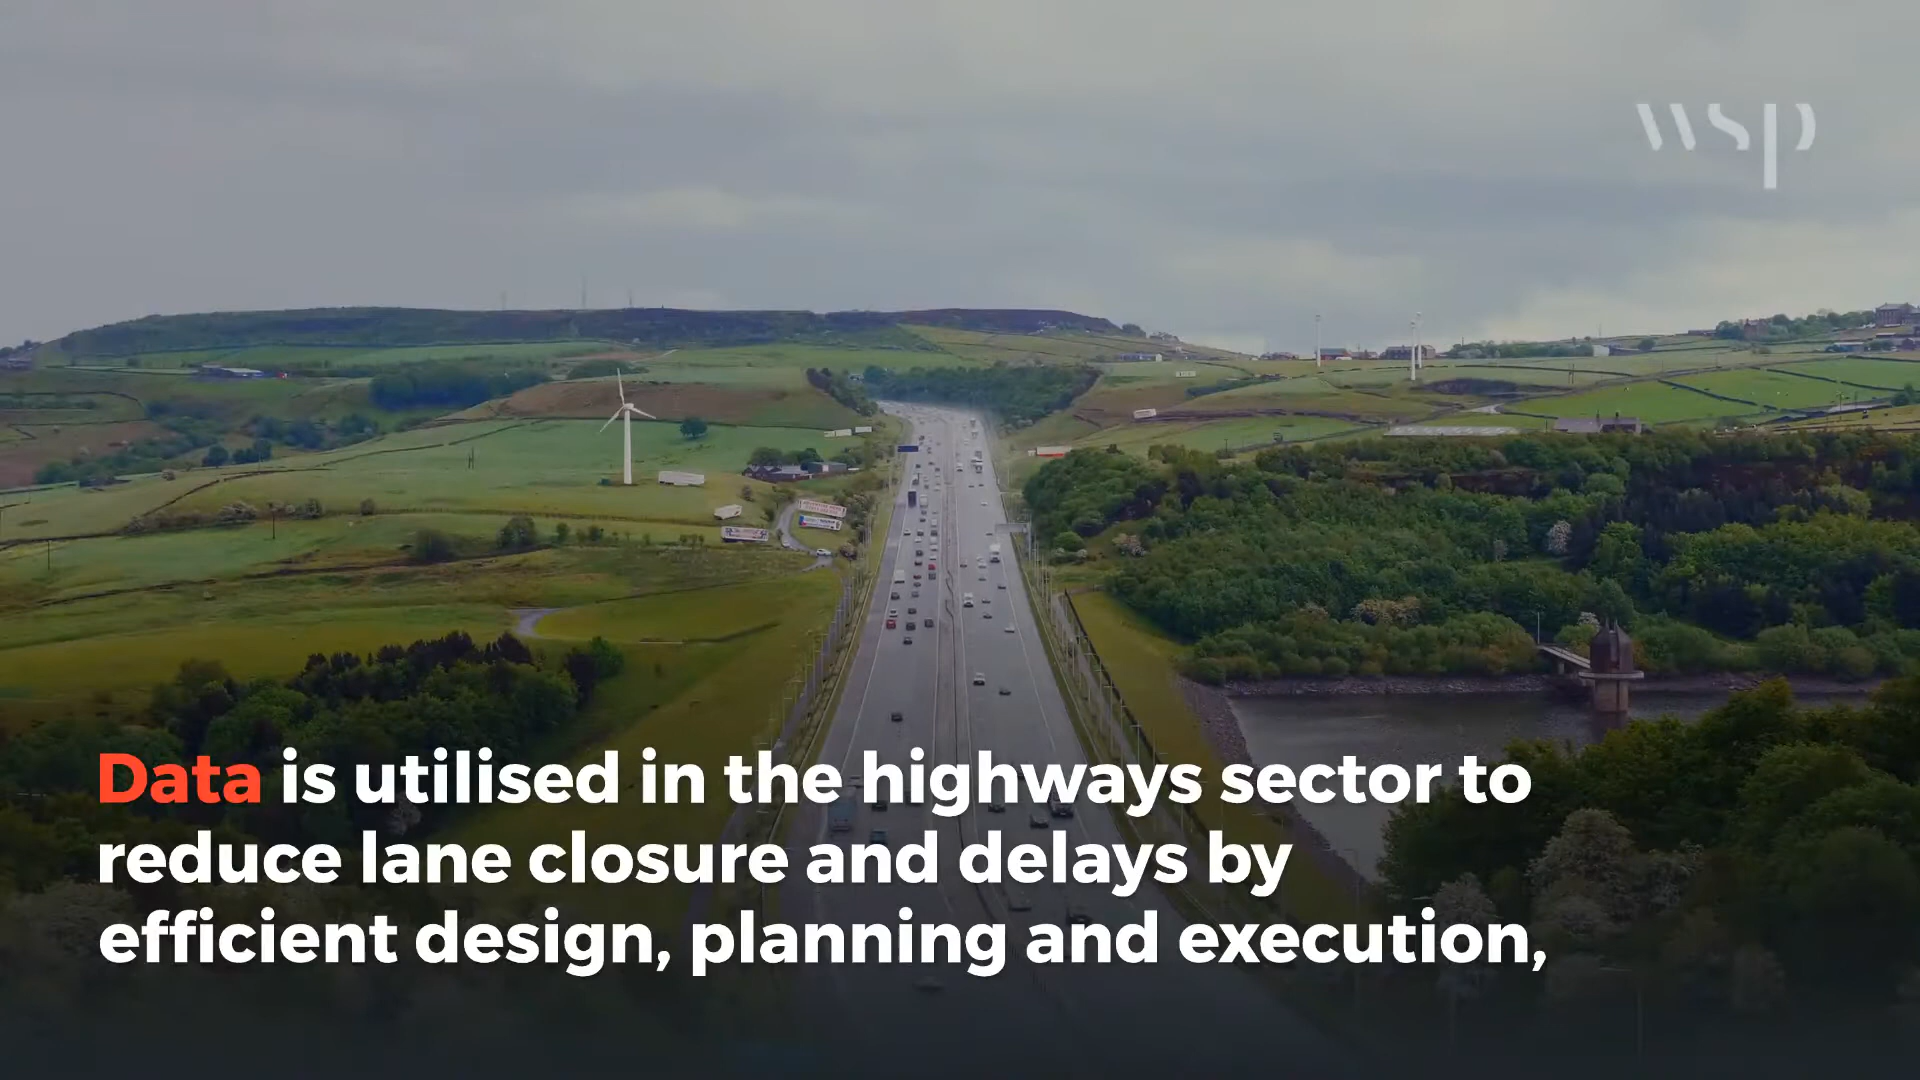 wsp
Data is utilised in the highways sector to
reduce lane closure and delays by
efficient design, planning and execution,